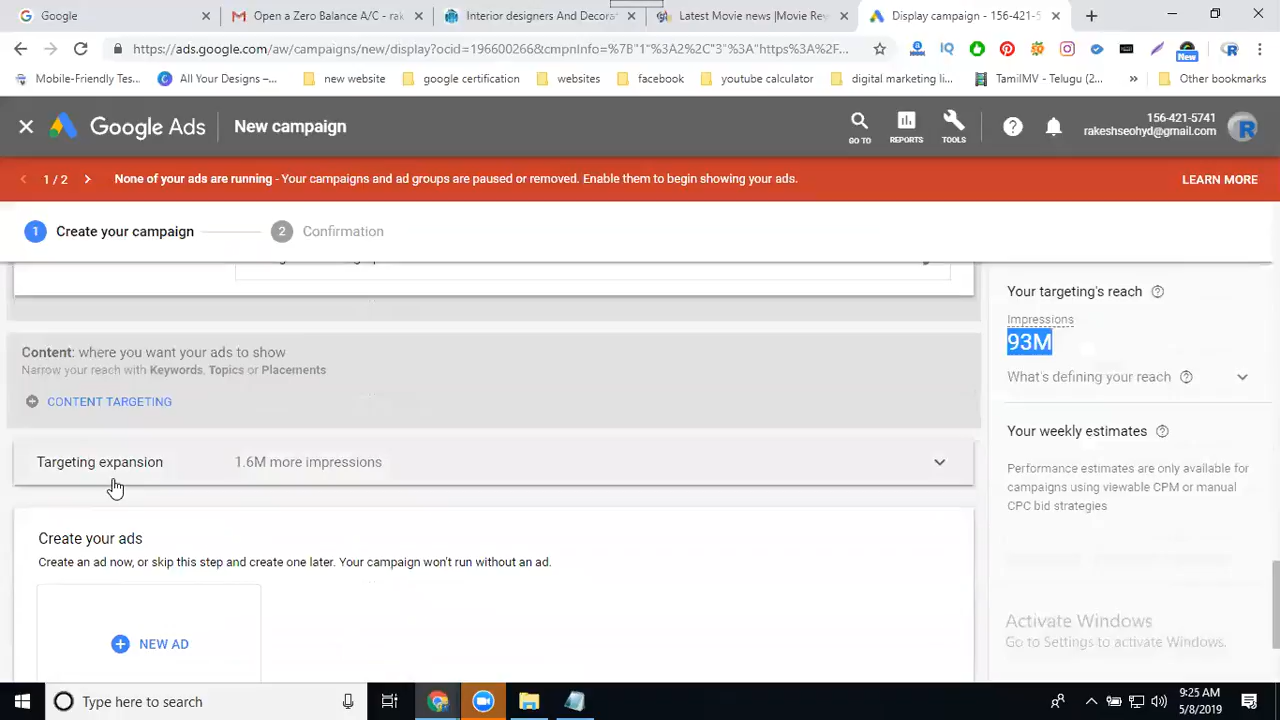 Google
Open a Zero Balance A/C - rak
Interior designers And Decorat
Latest Movie news |Movie Rev
Display campaign - 156-421-5
https://ads.google.com/aw/campaigns/new/display?ocid=196600266&cmpnInfo=%7B"1"%3A2%2C"3"%3A"https%3A%2F...
Mobile-Friendly Tes...
All Your Designs –...
new website
google certification
websites
facebook
youtube calculator
digital marketing li...
TamilMV - Telugu (2...
»
Other bookmarks
New
Google Ads
New campaign
GO TO
REPORTS
TOOLS
156-421-5741
rakeshseohyd@gmail.com
1 / 2
None of your ads are running - Your campaigns and ad groups are paused or removed. Enable them to begin showing your ads.
LEARN MORE
1 Create your campaign
2 Confirmation
Content: where you want your ads to show
Narrow your reach with Keywords, Topics or Placements
CONTENT TARGETING
Targeting expansion 1.6M more impressions
Create your ads
Create an ad now, or skip this step and create one later. Your campaign won't run without an ad.
NEW AD
Your targeting's reach
Impressions
93M
What's defining your reach
Your weekly estimates
Performance estimates are only available for
campaigns using viewable CPM or manual
CPC bid strategies
Activate Windows
Go to Settings to activate Windows.
Type here to search
9:25 AM
5/8/2019